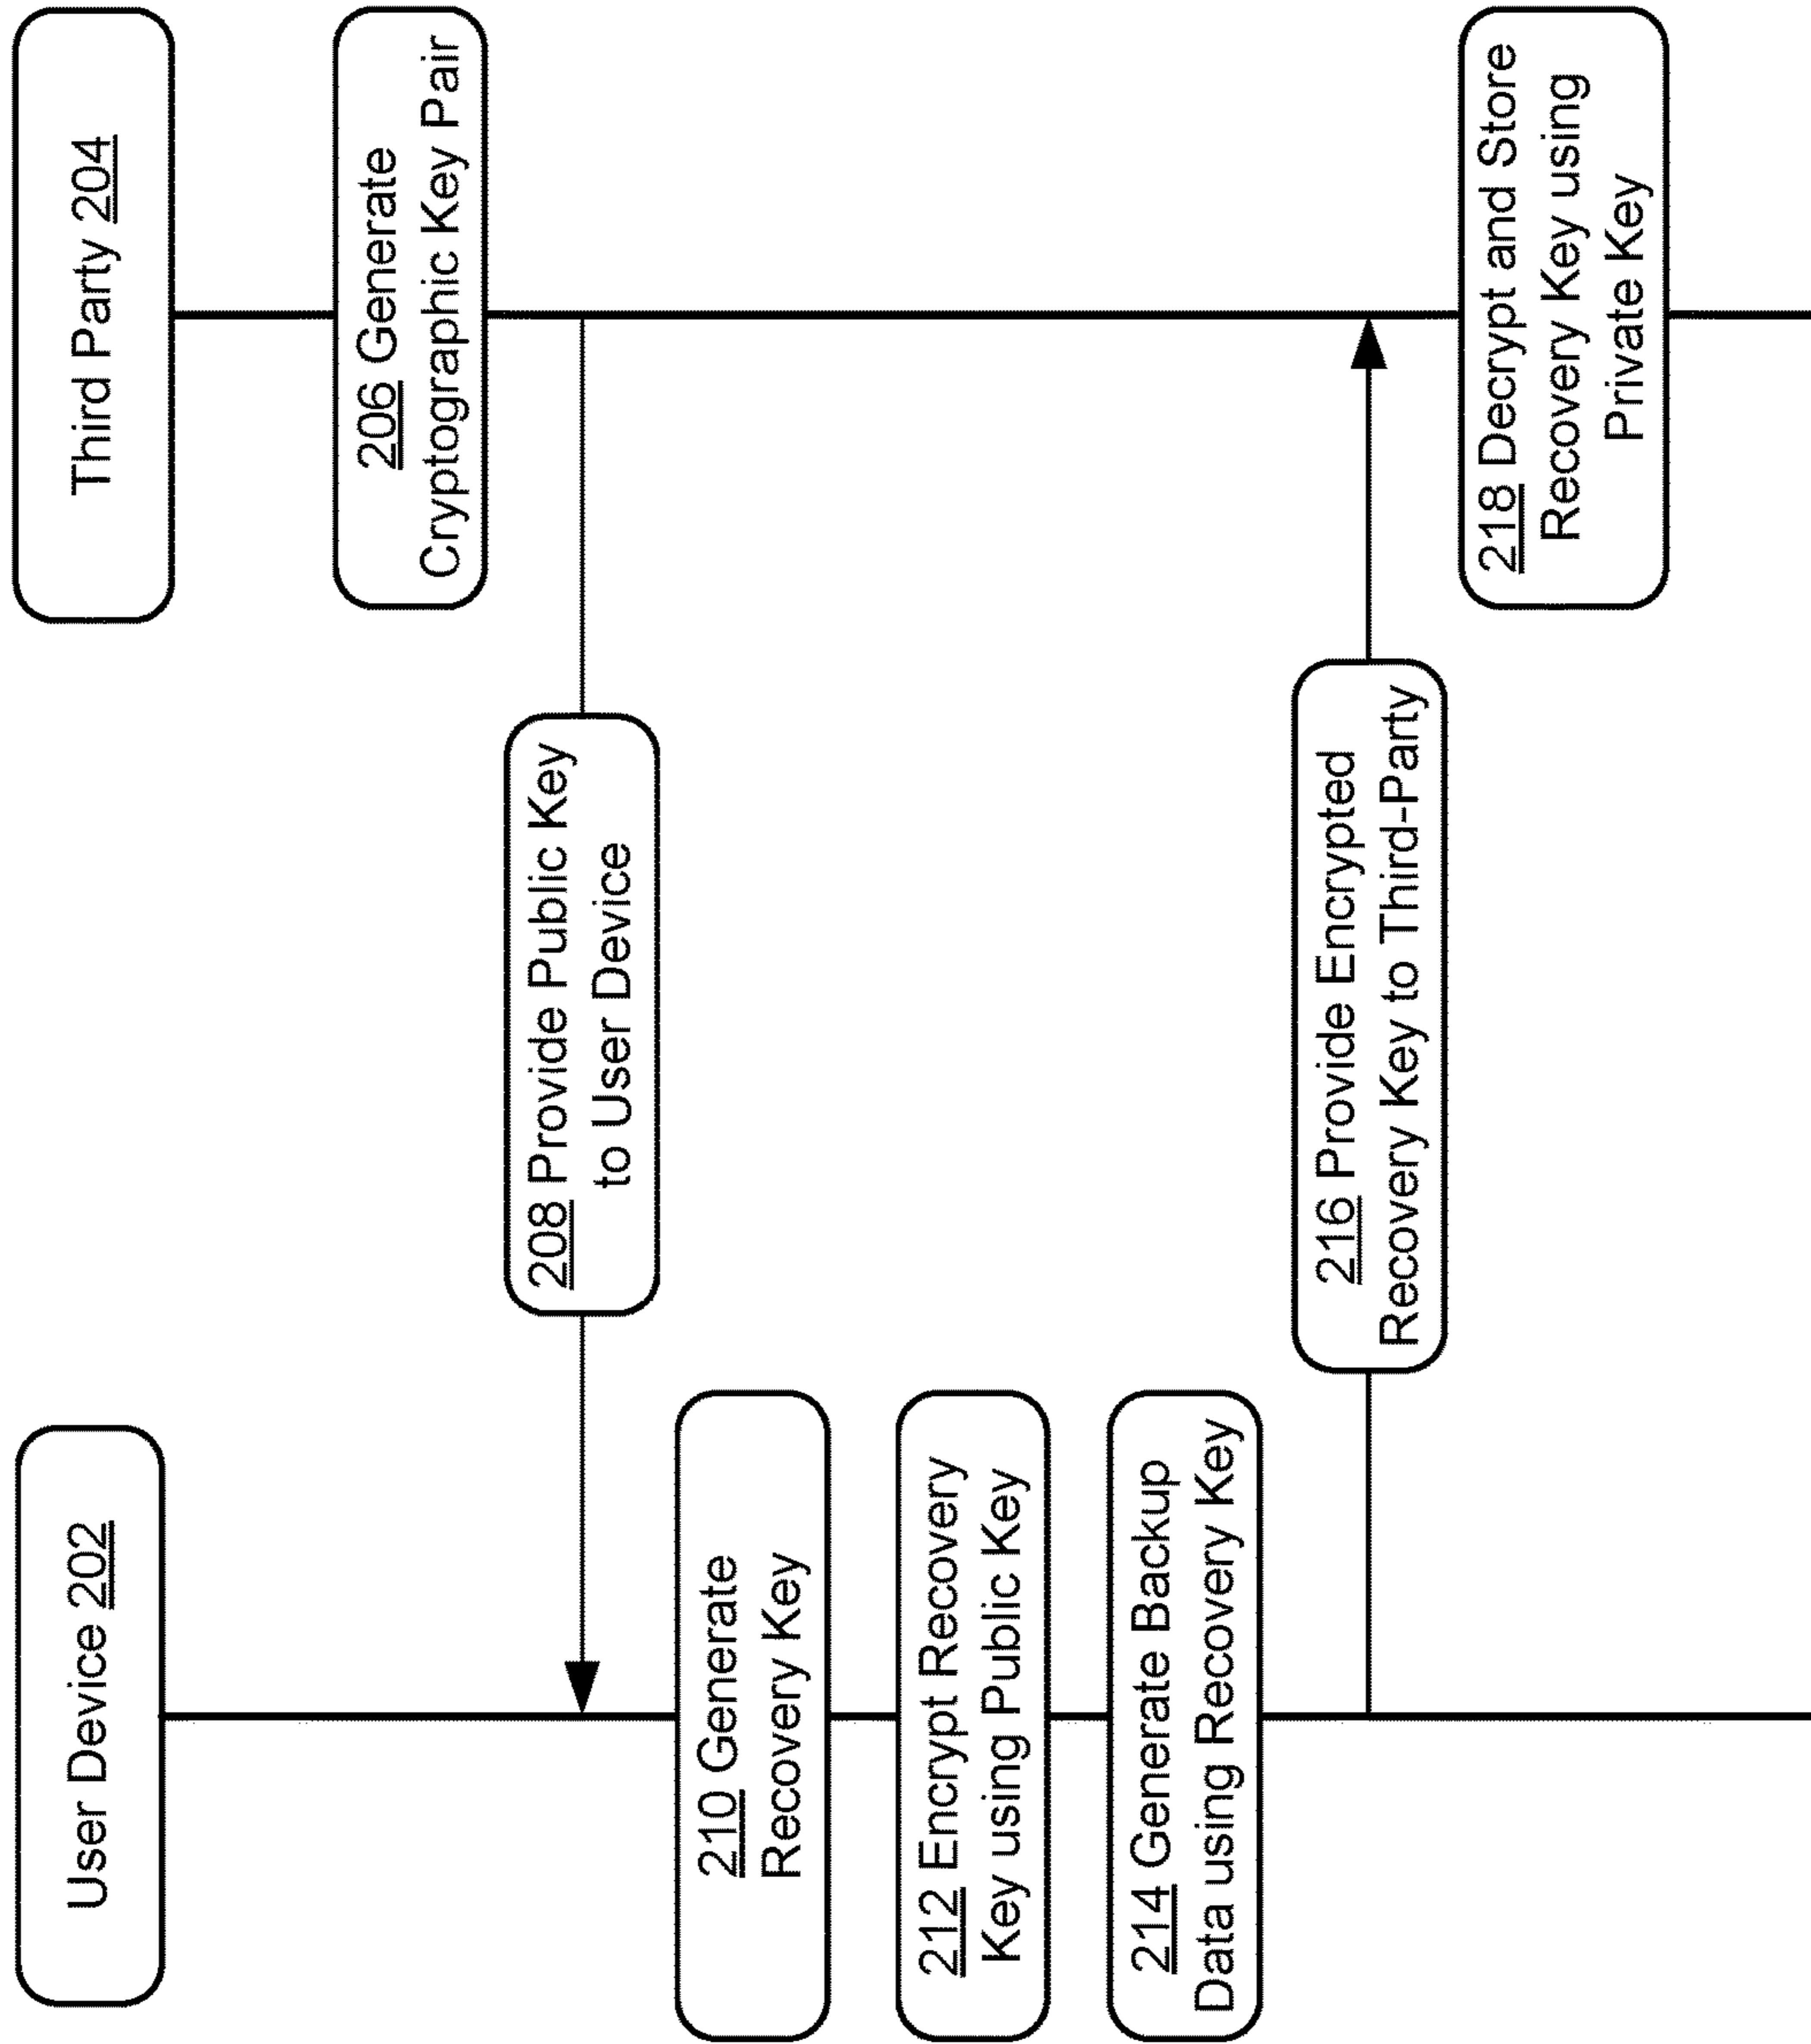 User Device 202
Third Party 204
206 Generate
Cryptographic Key Pair
208 Provide Public Key
to User Device
210 Generate
Recovery Key
212 Encrypt Recovery
Key using Public Key
214 Generate Backup
Data using Recovery Key
216 Provide Encrypted
Recovery Key to Third-Party
218 Decrypt and Store
Recovery Key using
Private Key